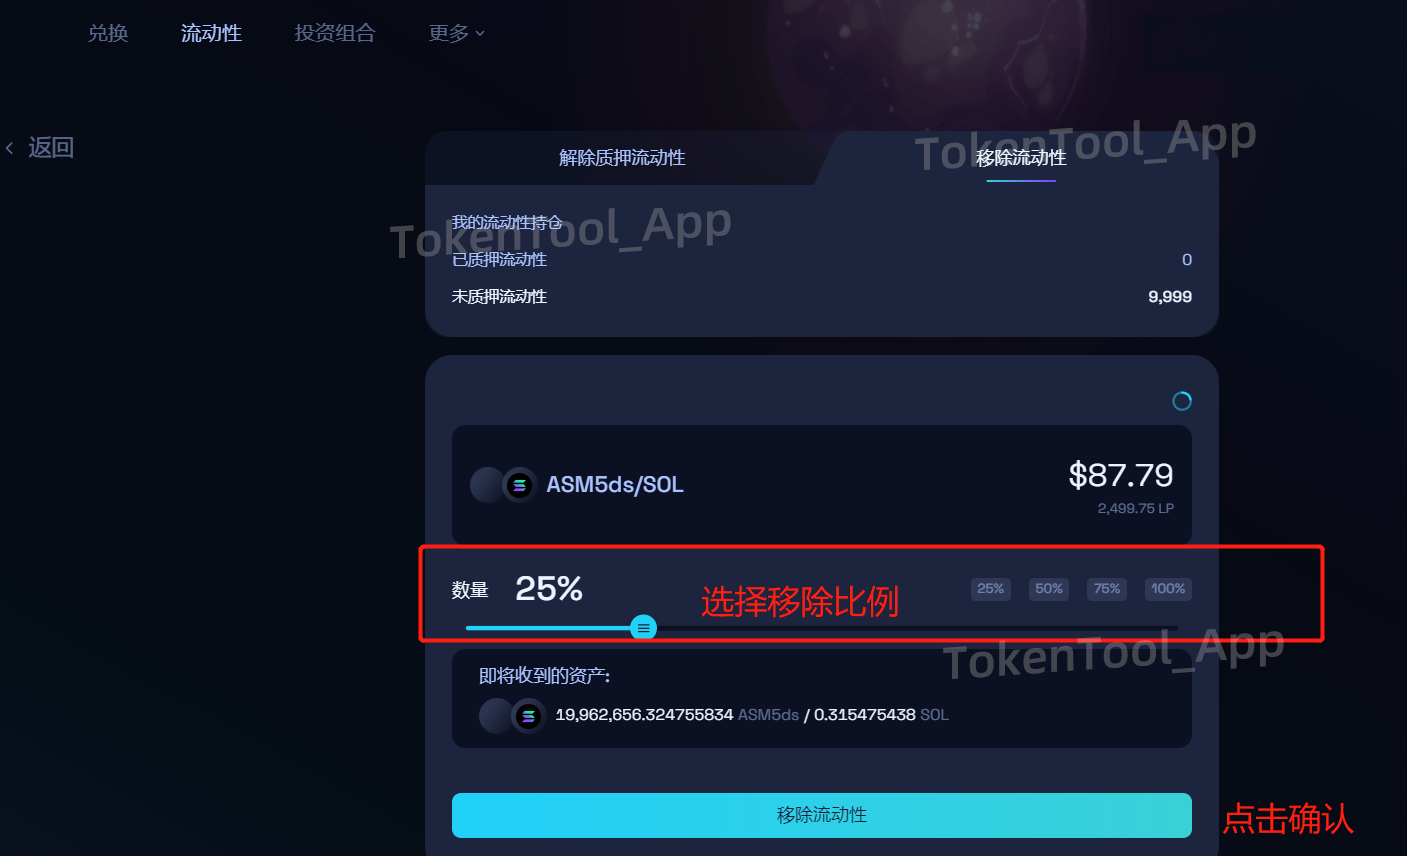 兑换 流动性 投资组合 更多
返回
解除质押流动性 移除流动性
TokenTool_App
我的流动性持仓
TokenTool_App
已质押流动性 0
未质押流动性 9,999
ASM5ds/SOL $87.79
2,499.75 LP
数量 25% 选择移除比例 25% 50% 75% 100%
TokenTool_App
即将收到的资产:
19,962,656.324755834 ASM5ds / 0.315475438 SOL
移除流动性 点击确认